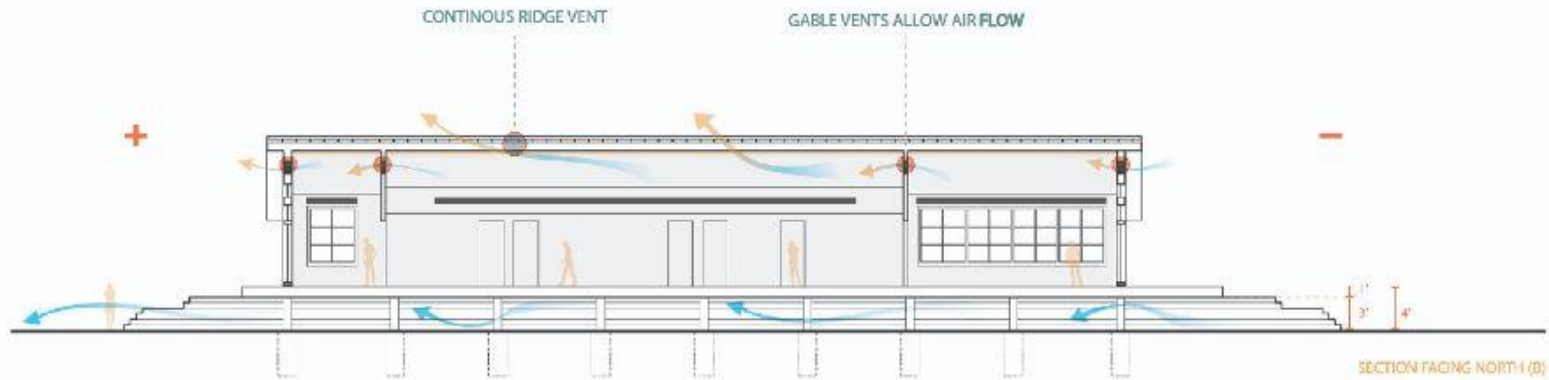 CONTINOUS RIDGE VENT
GABLE VENTS ALLOW AIR FLOW
+
−
1'
3'
4'
SECTION FACING NORTH (B)